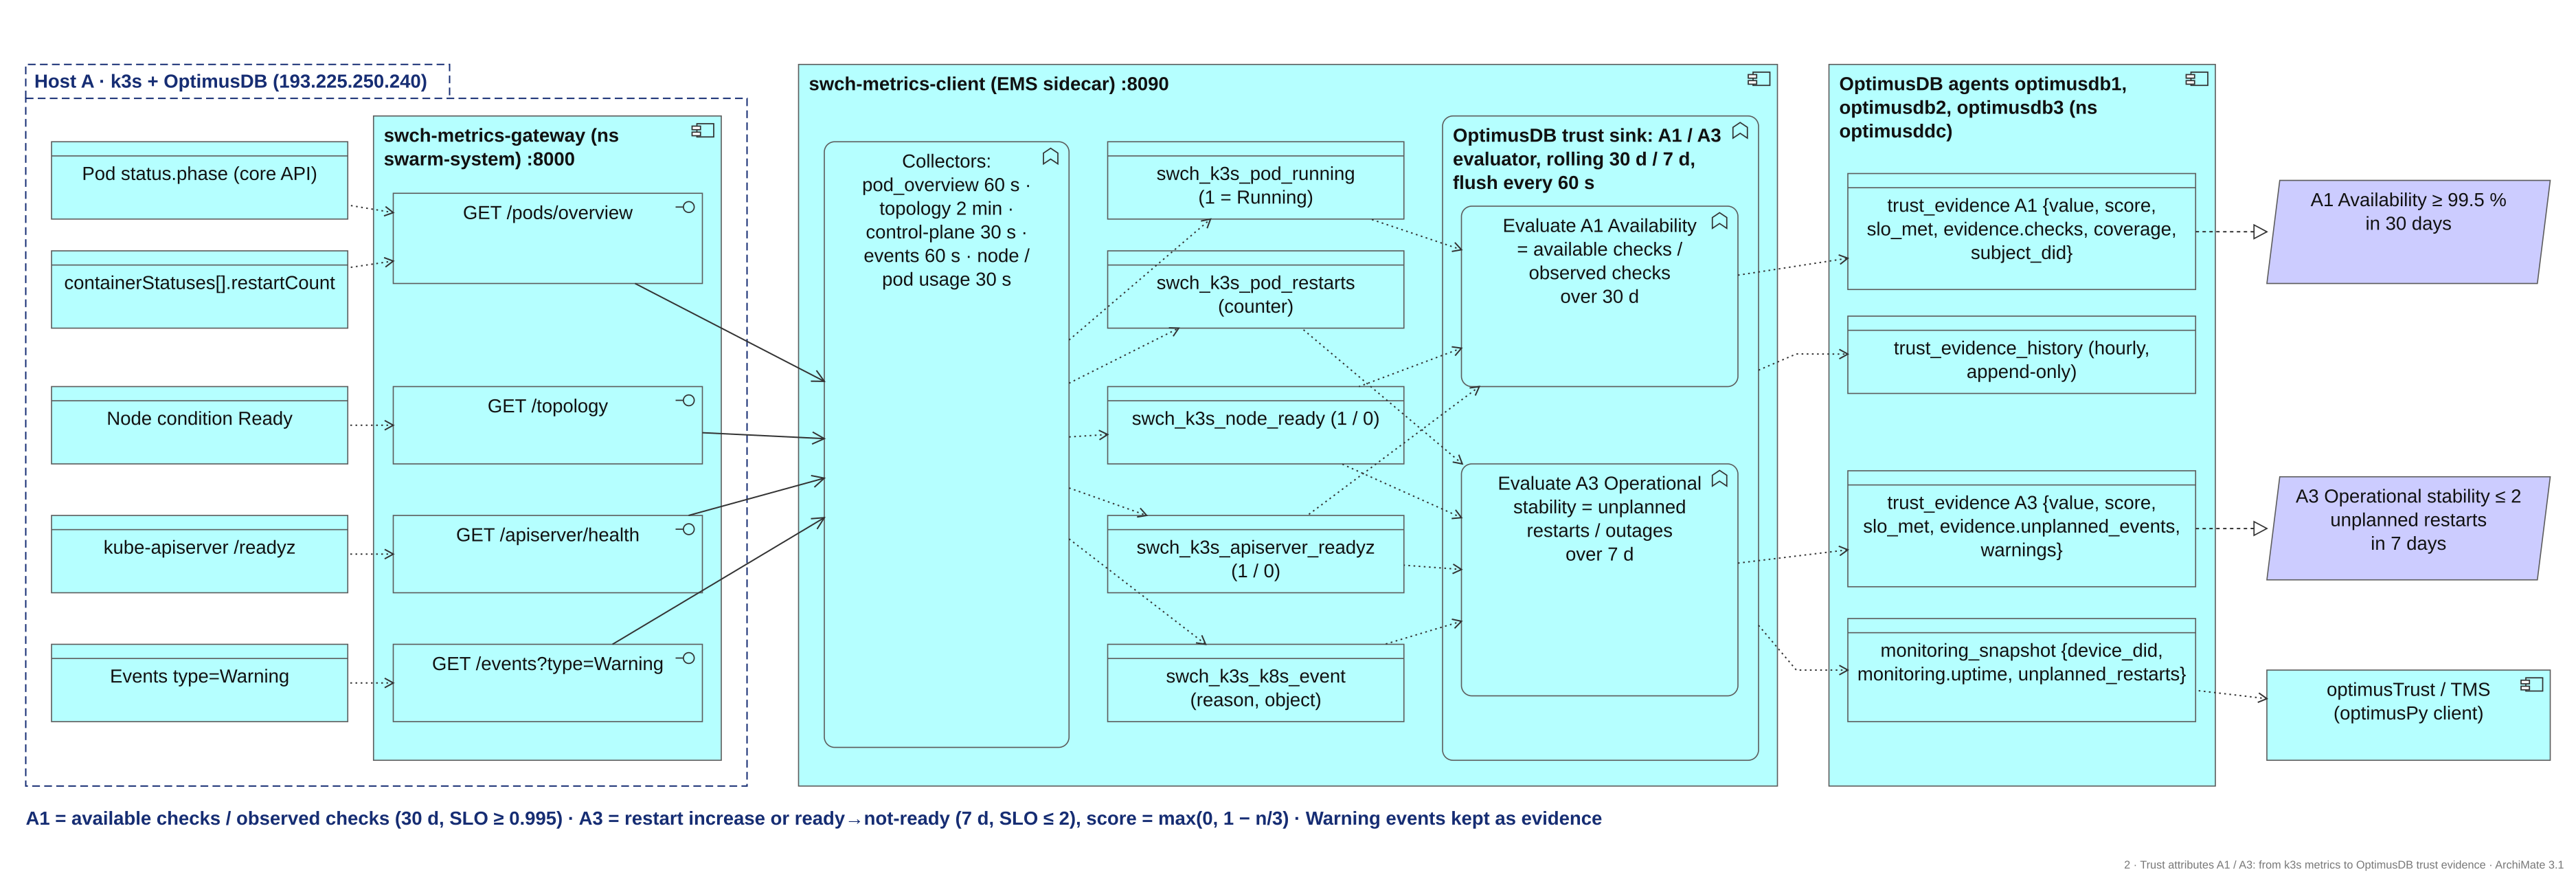 Host A · k3s + OptimusDB (193.225.250.240)
Pod status.phase (core API)
containerStatuses[].restartCount
Node condition Ready
kube-apiserver /readyz
Events type=Warning
swch-metrics-gateway (ns
swarm-system) :8000
GET /pods/overview
GET /topology
GET /apiserver/health
GET /events?type=Warning
swch-metrics-client (EMS sidecar) :8090
Collectors:
pod_overview 60 s ·
topology 2 min ·
control-plane 30 s ·
events 60 s · node /
pod usage 30 s
swch_k3s_pod_running
(1 = Running)
swch_k3s_pod_restarts
(counter)
swch_k3s_node_ready (1 / 0)
swch_k3s_apiserver_readyz
(1 / 0)
swch_k3s_k8s_event
(reason, object)
OptimusDB trust sink: A1 / A3
evaluator, rolling 30 d / 7 d,
flush every 60 s
Evaluate A1 Availability
= available checks /
observed checks
over 30 d
Evaluate A3 Operational
stability = unplanned
restarts / outages
over 7 d
OptimusDB agents optimusdb1,
optimusdb2, optimusdb3 (ns
optimusddc)
trust_evidence A1 {value, score,
slo_met, evidence.checks, coverage,
subject_did}
trust_evidence_history (hourly,
append-only)
trust_evidence A3 {value, score,
slo_met, evidence.unplanned_events,
warnings}
monitoring_snapshot {device_did,
monitoring.uptime, unplanned_restarts}
A1 Availability ≥ 99.5 %
in 30 days
A3 Operational stability ≤ 2
unplanned restarts
in 7 days
optimusTrust / TMS
(optimusPy client)
A1 = available checks / observed checks (30 d, SLO ≥ 0.995) · A3 = restart increase or ready→not-ready (7 d, SLO ≤ 2), score = max(0, 1 − n/3) · Warning events kept as evidence
2 · Trust attributes A1 / A3: from k3s metrics to OptimusDB trust evidence · ArchiMate 3.1